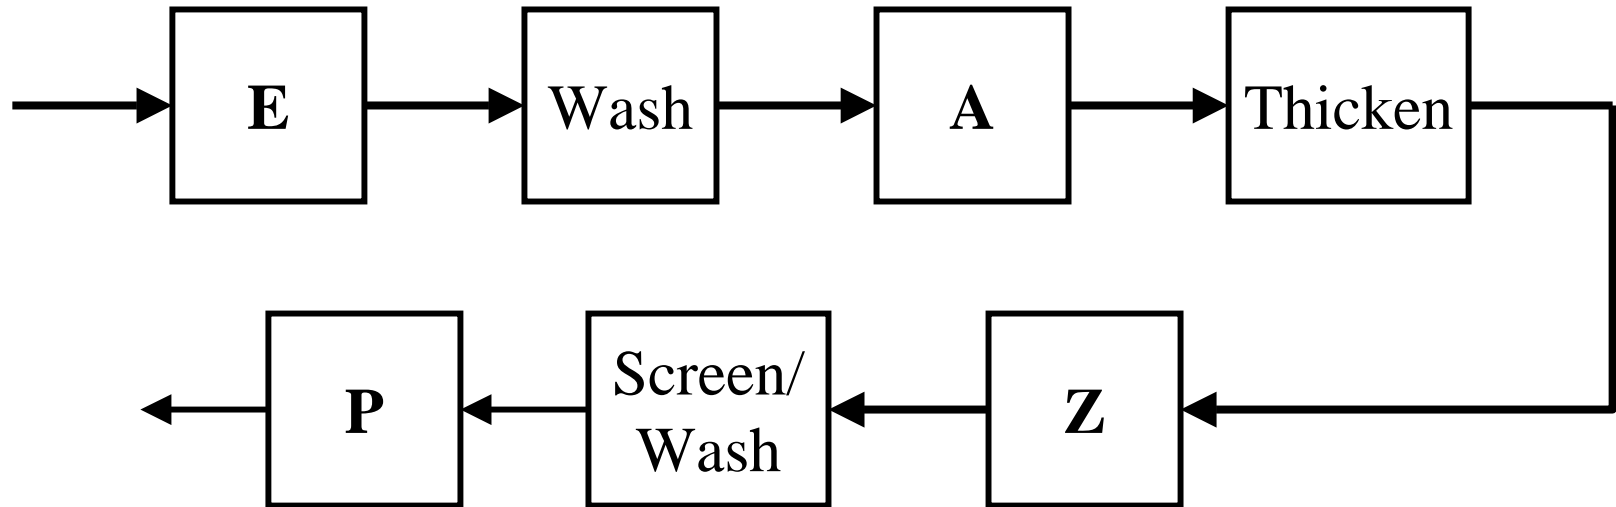 E
Wash
A
Thicken
Z
Screen/
Wash
P